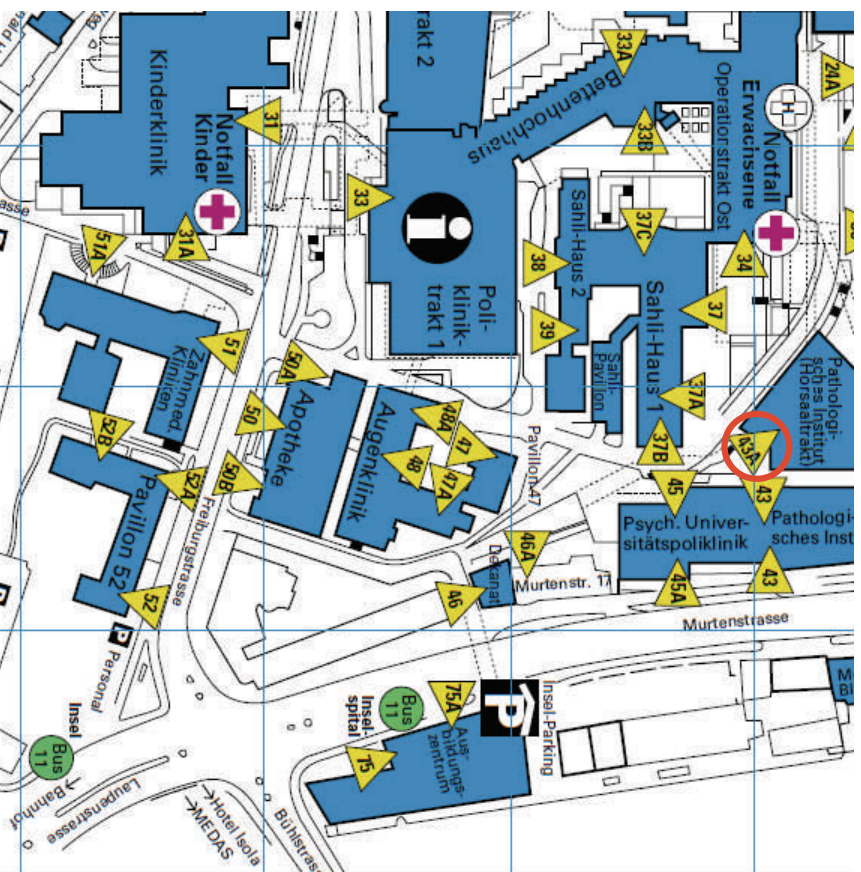 rakt 2
33A
24A
Kinderklinik
Notfall
Kinder
31
Bettenhochhaus
33B
Operationstrakt Ost
Notfall
Erwachsene
H
33
i
37C
Sahli-Haus 2
51A
31A
38
34
Poli-
klinik-
trakt 1
Sahli-Haus 1
37
39
Sahli-
Pavillon
51
Zahnmed.
Kliniken
50A
Pathologi-
sches Institut
(Hörsaaltrakt)
50
Apotheke
Augenklinik
48A
47
48
47A
37A
37B
43A
52B
52A
50B
Pavillon 47
45
43
Pavillon 52
Freiburgstrasse
Psych. Univer-
sitätspoliklinik
Pathologi-
sches Inst
46A
Dekanat
Murtenstr. 17
45A
43
52
46
Murtenstrasse
P
Personal
Insel
Bus
11
Insel-
spital
Bus
11
75A
P
Insel-Parking
Aus-
bildungs-
zentrum
75
Bahnhof
Laupenstrasse
Hotel Isola
MEDAS
Bühlstrass